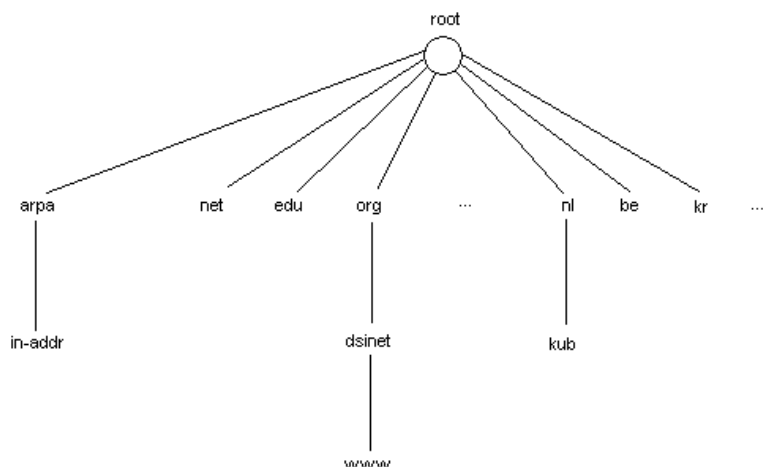 root
arpa net edu org ... nl be kr ...
in-addr dsinet kub
www